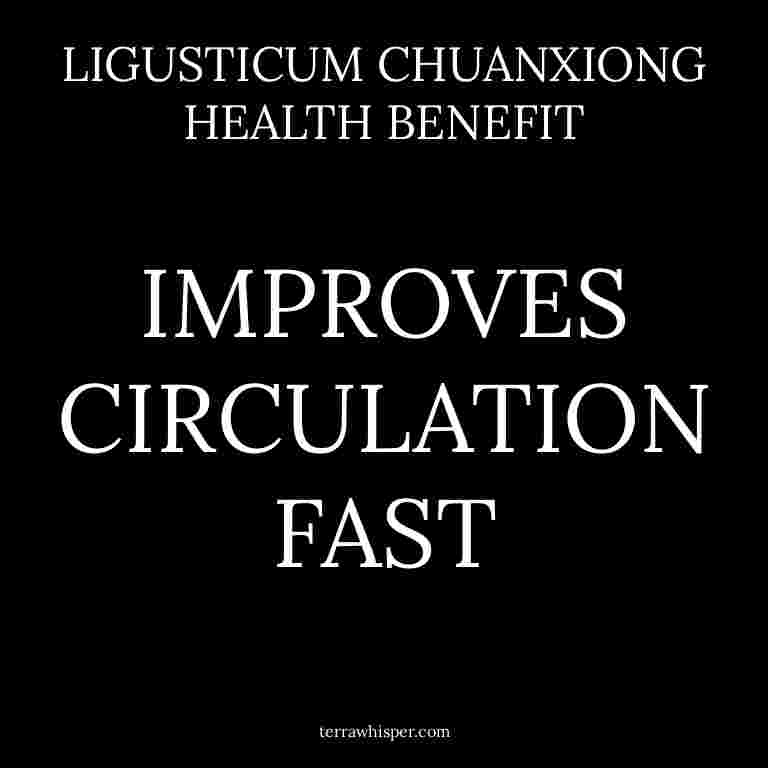 LIGUSTICUM CHUANXIONG
HEALTH BENEFIT
IMPROVES
CIRCULATION
FAST
terrawhisper.com